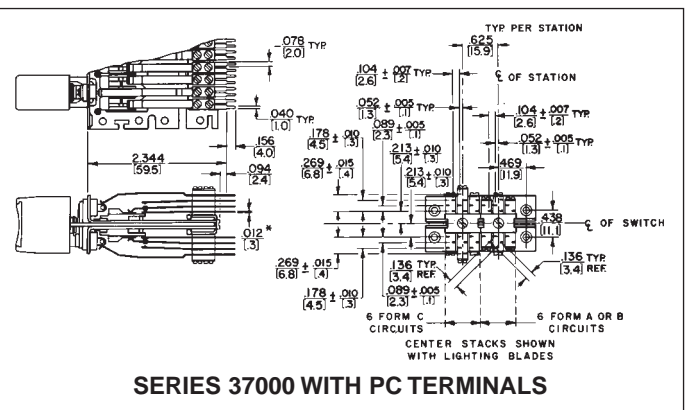 .078
[2.0] TYP.
.040
[1.0] TYP.
.156
[4.0]
2.344
[59.5]
.094
[2.4]
.012 *
[.3]
TYP. PER STATION
.625
[15.9]
.104 ± .007 TYP.
[2.6] [.2]
℄ OF STATION
.052 ± .005 TYP.
[1.3] [.1]
.104 ± .007 TYP.
[2.6] [.2]
.089 ± .005
[2.3] [.1]
.178 ± .010
[4.5] [.3]
.052 ± .005 TYP.
[1.3] [.1]
.213 ± .010
[5.4] [.3]
.269 ± .015
[6.8] [.4]
.469
[11.9]
.213 ± .010
[5.4] [.3]
.438
[11.1]
℄ OF SWITCH
.269 ± .015
[6.8] [.4]
.136 TYP.
[3.4] REF.
.136 TYP.
[3.4] REF.
.178 ± .010
[4.5] [.3]
.089 ± .005
[2.3] [.1]
6 FORM C
CIRCUITS
6 FORM A OR B
CIRCUITS
CENTER STACKS SHOWN
WITH LIGHTING BLADES
SERIES 37000 WITH PC TERMINALS